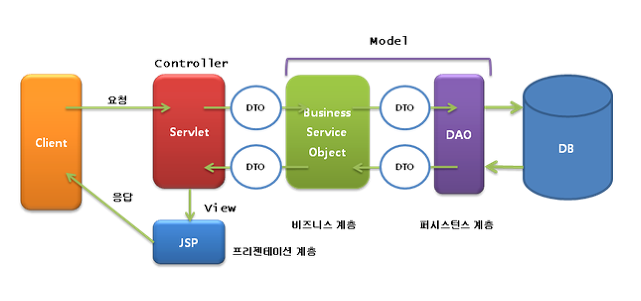 Model
Controller
Client
요청
Servlet
DTO
Business
Service
Object
DTO
DAO
DB
DTO
DTO
응답
View
JSP
프리젠테이션 계층
비즈니스 계층
퍼시스턴스 계층